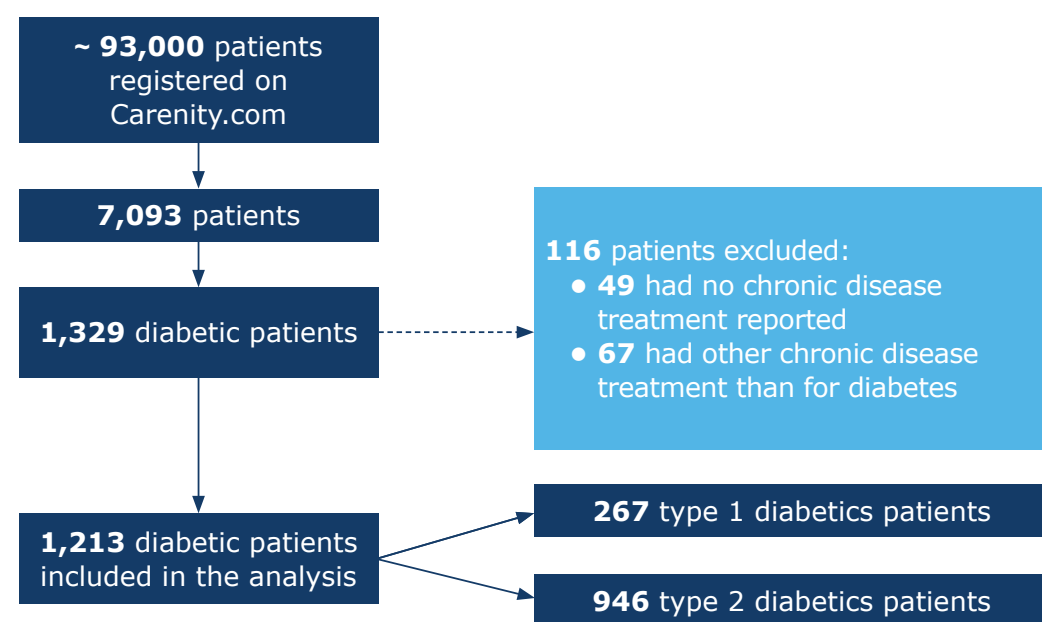 ~ 93,000 patients
registered on
Carenity.com
7,093 patients
1,329 diabetic patients
116 patients excluded:
● 49 had no chronic disease
treatment reported
● 67 had other chronic disease
treatment than for diabetes
1,213 diabetic patients
included in the analysis
267 type 1 diabetics patients
946 type 2 diabetics patients